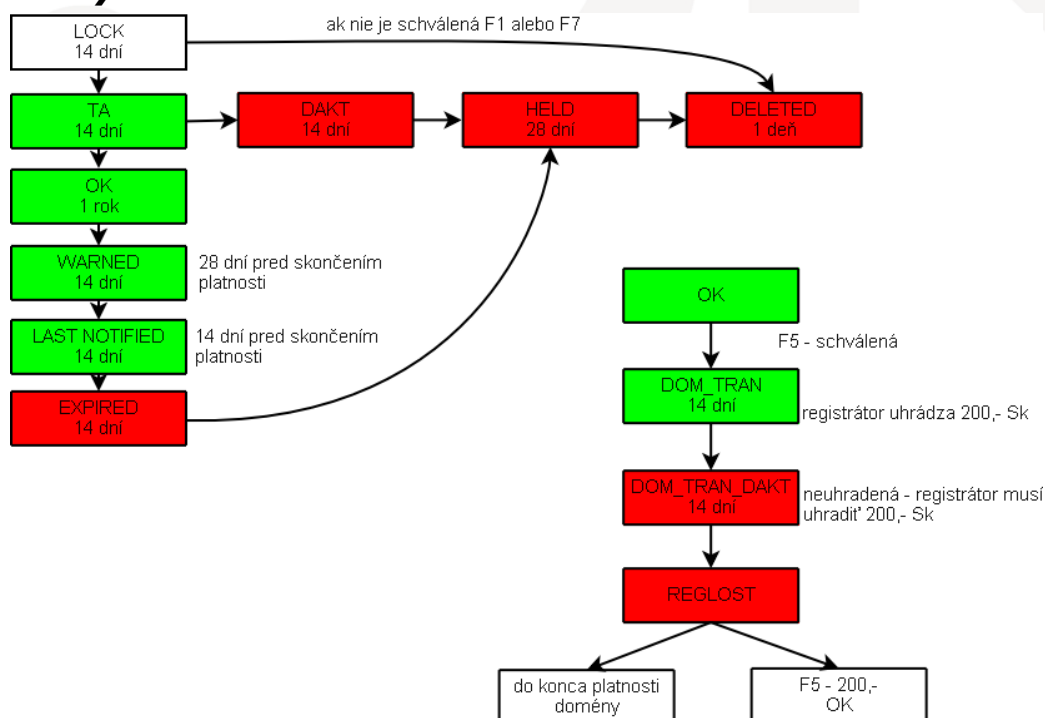 LOCK
14 dní
ak nie je schválená F1 alebo F7
TA
14 dní
DAKT
14 dní
HELD
28 dní
DELETED
1 deň
OK
1 rok
WARNED
14 dní
28 dní pred skončením
platnosti
LAST NOTIFIED
14 dní
14 dní pred skončením
platnosti
EXPIRED
14 dní
OK
F5 - schválená
DOM_TRAN
14 dní
registrátor uhrádza 200,- Sk
DOM_TRAN_DAKT
14 dní
neuhradená - registrátor musí
uhradiť 200,- Sk
REGLOST
do konca platnosti
domény
F5 - 200,-
OK